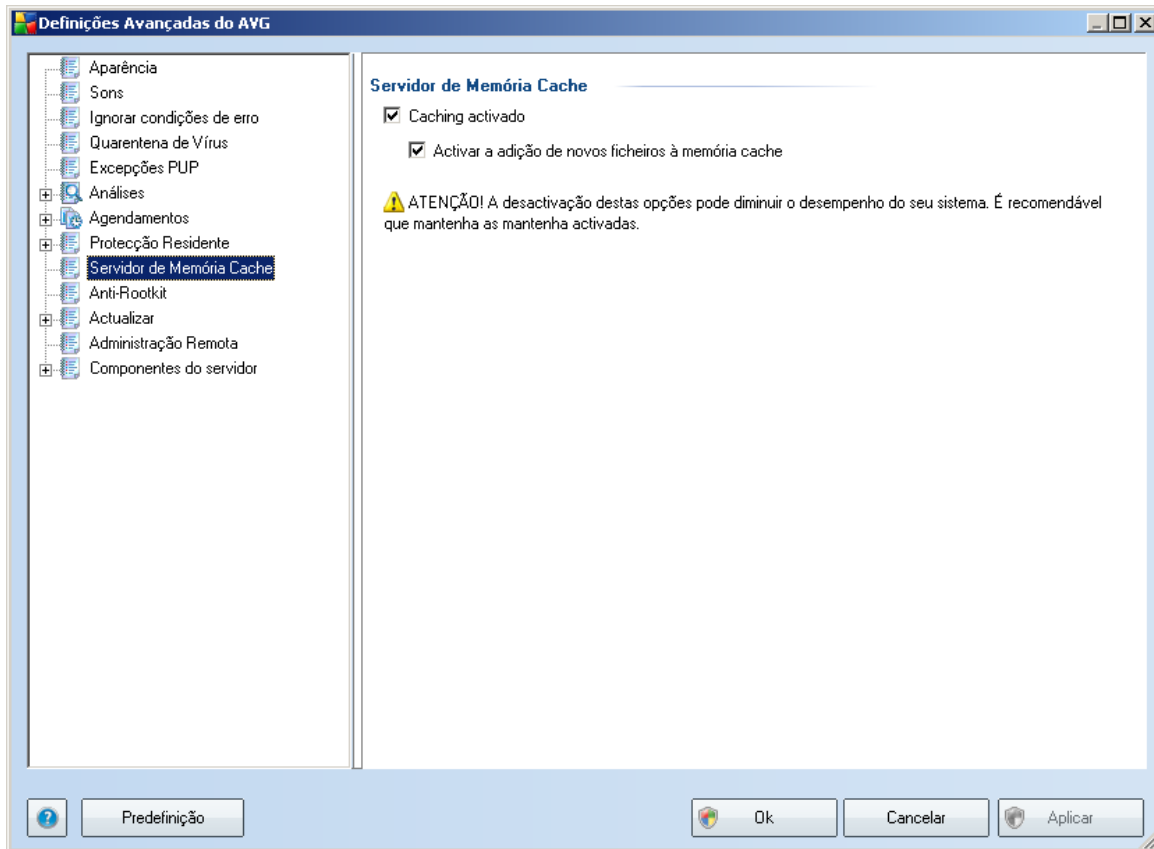 Definições Avançadas do AVG
Aparência
Sons
Ignorar condições de erro
Quarentena de Vírus
Excepções PUP
Análises
Agendamentos
Protecção Residente
Servidor de Memória Cache
Anti-Rootkit
Actualizar
Administração Remota
Componentes do servidor
Servidor de Memória Cache
Caching activado
Activar a adição de novos ficheiros à memória cache
ATENÇÃO! A desactivação destas opções pode diminuir o desempenho do seu sistema. É recomendável
que mantenha as mantenha activadas.
Predefinição
Ok
Cancelar
Aplicar